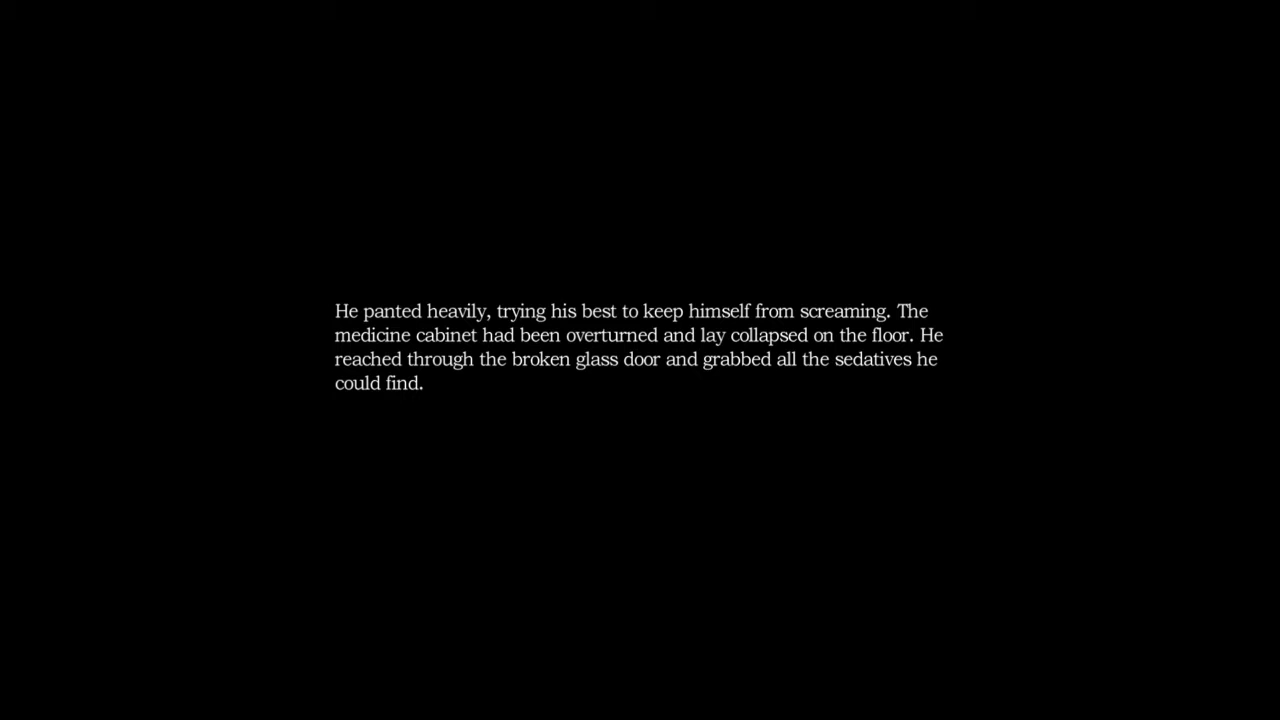 He panted heavily, trying his best to keep himself from screaming. The
medicine cabinet had been overturned and lay collapsed on the floor. He
reached through the broken glass door and grabbed all the sedatives he
could find.